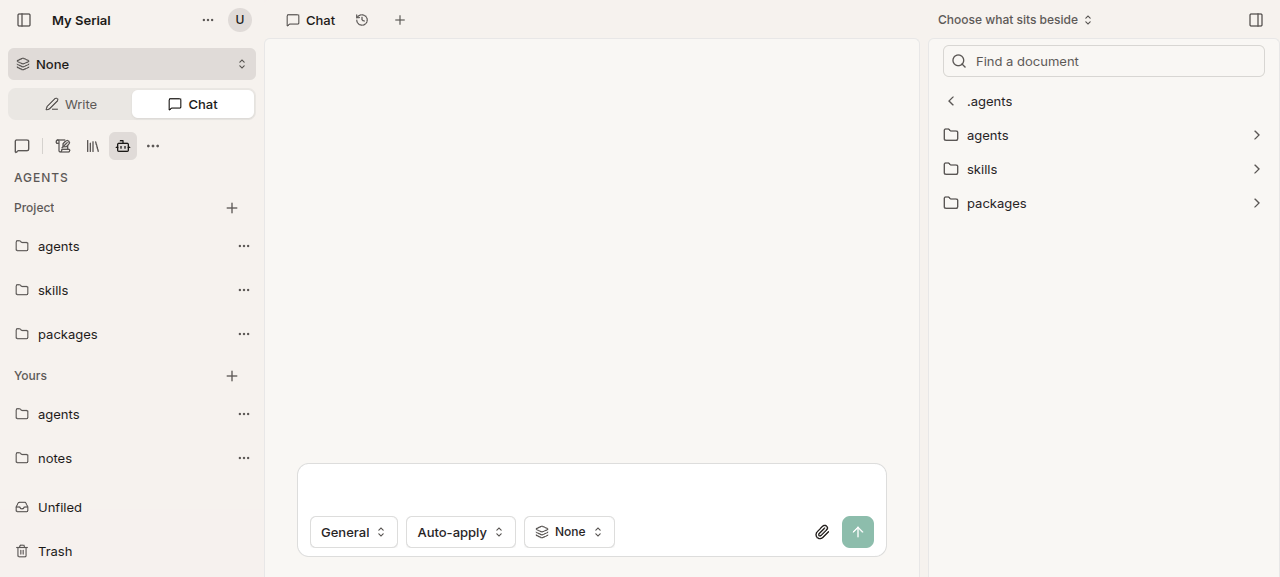 My Serial
U
None
Write
Chat
AGENTS
Project
agents
skills
packages
Yours
agents
notes
Unfiled
Trash
Chat
General
Auto-apply
None
Choose what sits beside
Find a document
.agents
agents
skills
packages